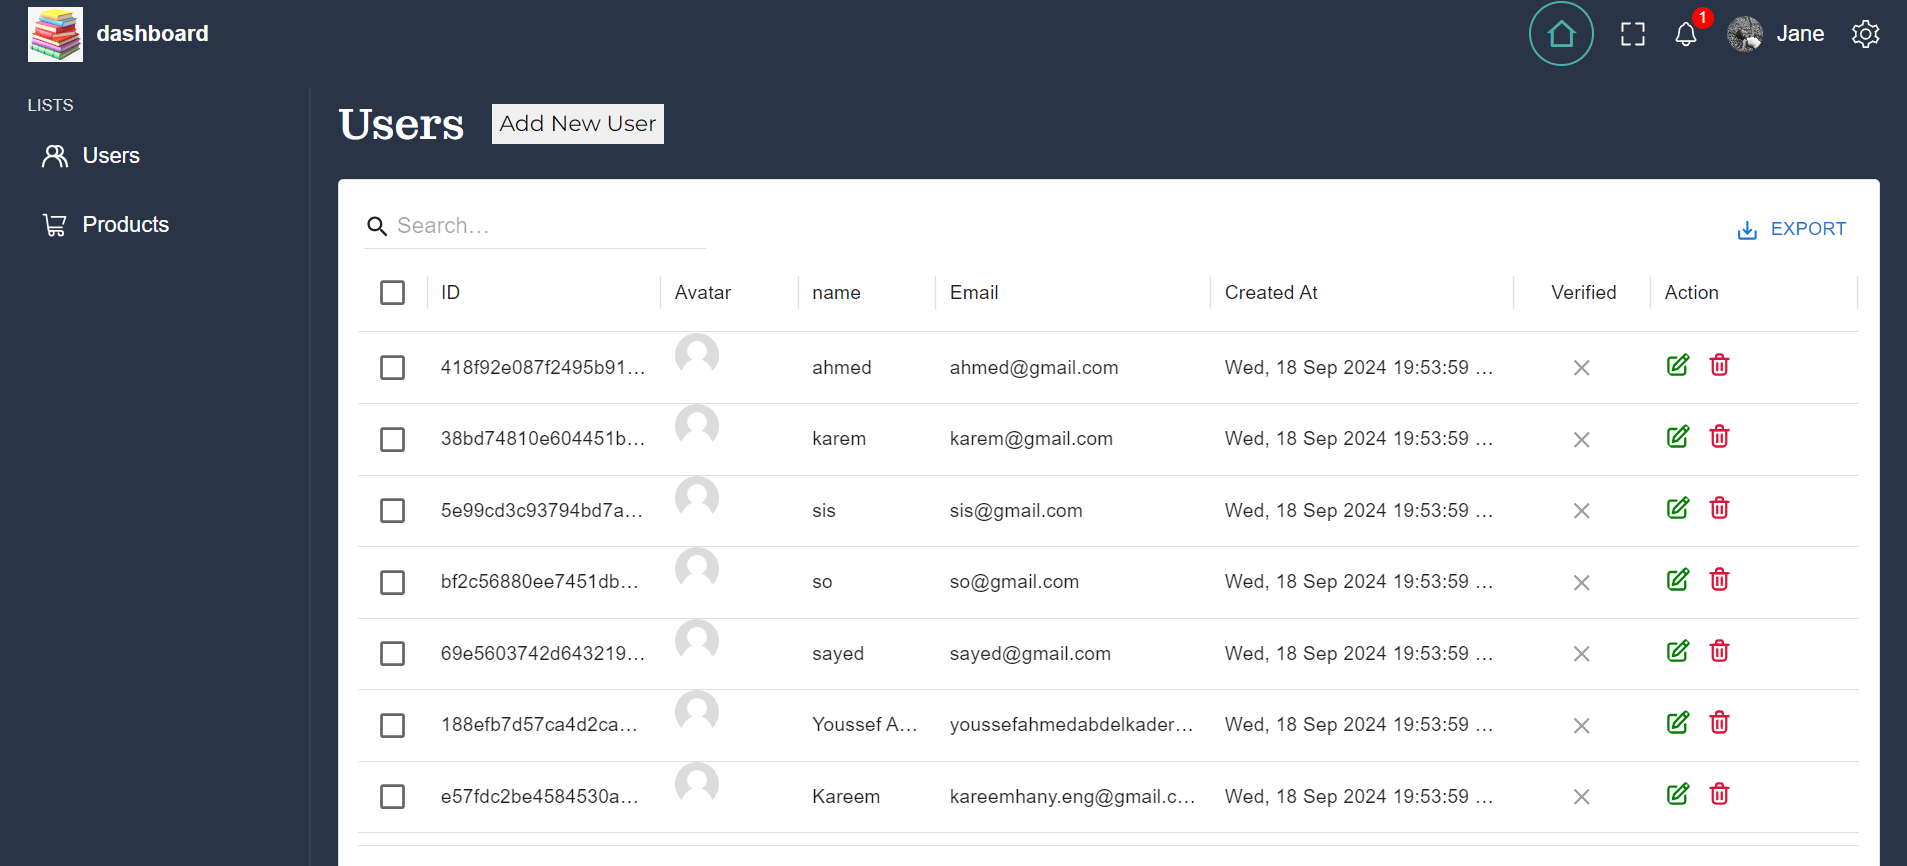 dashboard
1
Jane
LISTS
Users
Products
Users
Add New User
Search…
EXPORT
ID Avatar name Email Created At Verified Action
418f92e087f2495b91… ahmed ahmed@gmail.com Wed, 18 Sep 2024 19:53:59 …
38bd74810e604451b… karem karem@gmail.com Wed, 18 Sep 2024 19:53:59 …
5e99cd3c93794bd7a… sis sis@gmail.com Wed, 18 Sep 2024 19:53:59 …
bf2c56880ee7451db… so so@gmail.com Wed, 18 Sep 2024 19:53:59 …
69e5603742d643219… sayed sayed@gmail.com Wed, 18 Sep 2024 19:53:59 …
188efb7d57ca4d2ca… Youssef A… youssefahmedabdelkader… Wed, 18 Sep 2024 19:53:59 …
e57fdc2be4584530a… Kareem kareemhany.eng@gmail.c… Wed, 18 Sep 2024 19:53:59 …